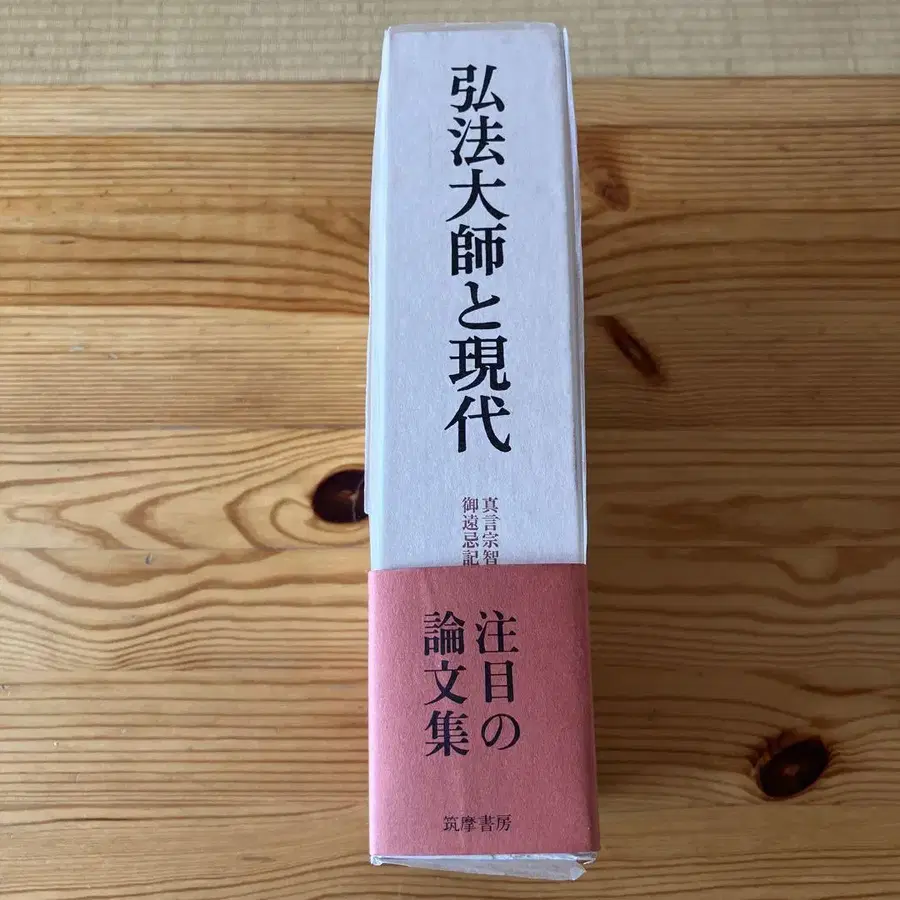 弘法大師と現代
真言宗智
御遠忌記
注目の
論文集
筑摩書房